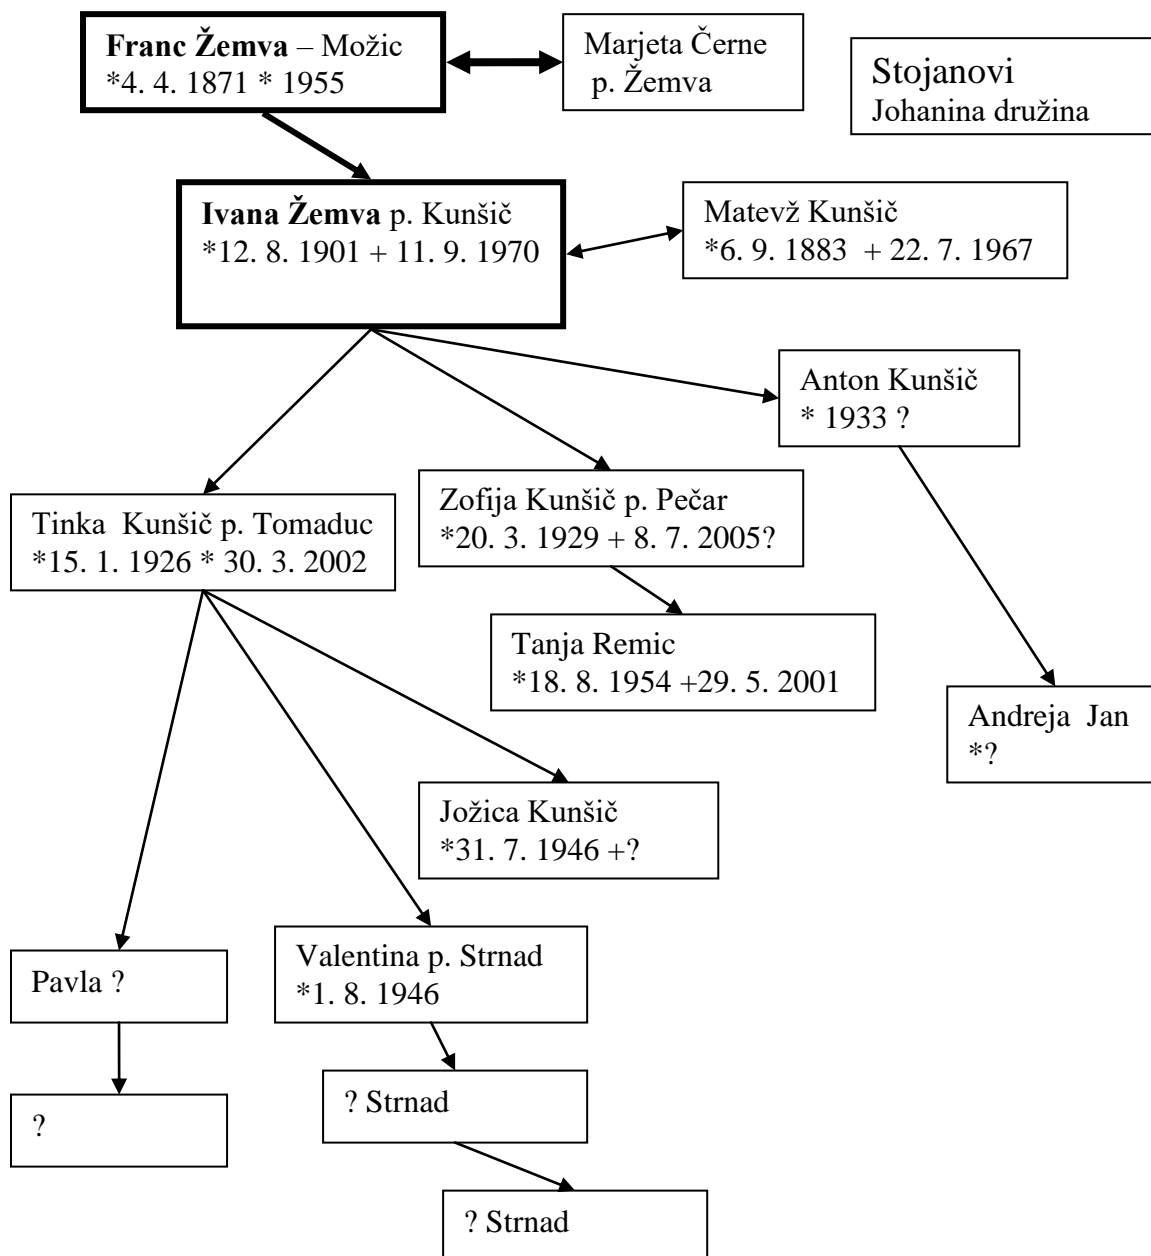 Franc Žemva – Možic
*4. 4. 1871 * 1955
Marjeta Černe
p. Žemva
Stojanovi
Johanina družina
Ivana Žemva p. Kunšič
*12. 8. 1901 + 11. 9. 1970
Matevž Kunšič
*6. 9. 1883  + 22. 7. 1967
Anton Kunšič
* 1933 ?
Tinka  Kunšič p. Tomaduc
*15. 1. 1926 * 30. 3. 2002
Zofija Kunšič p. Pečar
*20. 3. 1929 + 8. 7. 2005?
Tanja Remic
*18. 8. 1954 +29. 5. 2001
Andreja  Jan
*?
Jožica Kunšič
*31. 7. 1946 +?
Pavla ?
Valentina p. Strnad
*1. 8. 1946
?
? Strnad
? Strnad